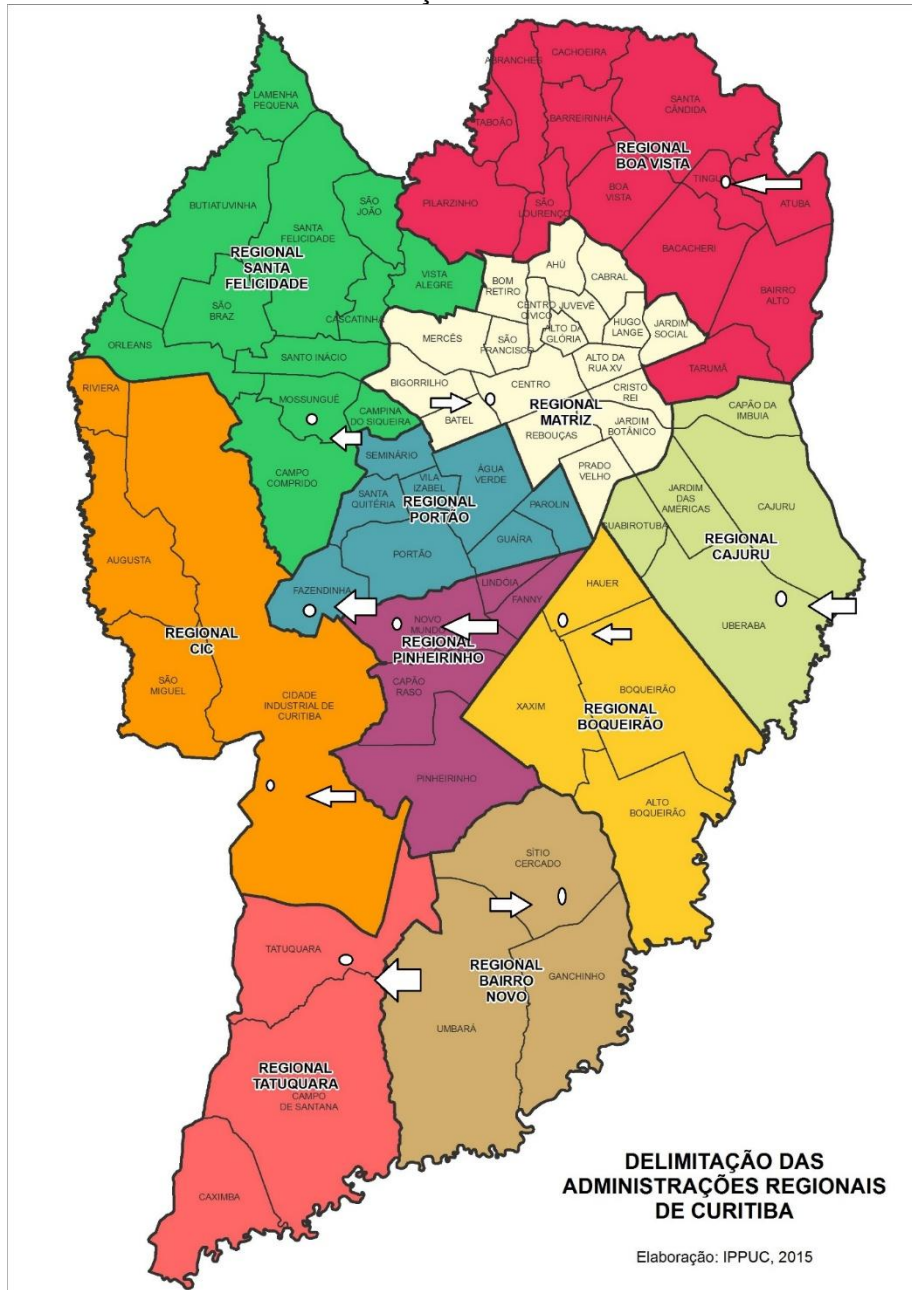 LAMENHA
PEQUENA
BUTIATUVINHA
SANTA
FELICIDADE
SÃO
JOÃO
REGIONAL
SANTA
FELICIDADE
VISTA
ALEGRE
SÃO
BRAZ
CASCATINHA
ORLEANS
SANTO INÁCIO
MOSSUNGUÊ
CAMPINA
DO SIQUEIRA
CAMPO
COMPRIDO
ABRANCHES
CACHOEIRA
TABOÃO
BARREIRINHA
SANTA
CÂNDIDA
REGIONAL
BOA VISTA
PILARZINHO
SÃO
LOURENÇO
BOA
VISTA
TINGUI
ATUBA
BACACHERI
BAIRRO
ALTO
TARUMÃ
BOM
RETIRO
AHÚ
CABRAL
CENTRO
CÍVICO
JUVEVÊ
HUGO
LANGE
JARDIM
SOCIAL
MERCÊS
SÃO
FRANCISCO
ALTO DA
GLÓRIA
ALTO DA
RUA XV
BIGORRILHO
CENTRO
CRISTO
REI
BATEL
REGIONAL
MATRIZ
REBOUÇAS
JARDIM
BOTÂNICO
PRADO
VELHO
RIVIERA
AUGUSTA
REGIONAL
CIC
SÃO
MIGUEL
CIDADE
INDUSTRIAL DE
CURITIBA
SEMINÁRIO
VILA
IZABEL
ÁGUA
VERDE
SANTA
QUITÉRIA
REGIONAL
PORTÃO
PAROLIN
PORTÃO
GUAÍRA
FAZENDINHA
CAPÃO DA
IMBUIA
JARDIM
DAS
AMÉRICAS
CAJURU
GUABIROTUBA
REGIONAL
CAJURU
UBERABA
LINDÓIA
FANNY
NOVO
MUNDO
REGIONAL
PINHEIRINHO
CAPÃO
RASO
PINHEIRINHO
HAUER
XAXIM
BOQUEIRÃO
REGIONAL
BOQUEIRÃO
ALTO
BOQUEIRÃO
SÍTIO
CERCADO
REGIONAL
BAIRRO
NOVO
GANCHINHO
UMBARÁ
TATUQUARA
REGIONAL
TATUQUARA
CAMPO
DE SANTANA
CAXIMBA
DELIMITAÇÃO DAS
ADMINISTRAÇÕES REGIONAIS
DE CURITIBA
Elaboração: IPPUC, 2015